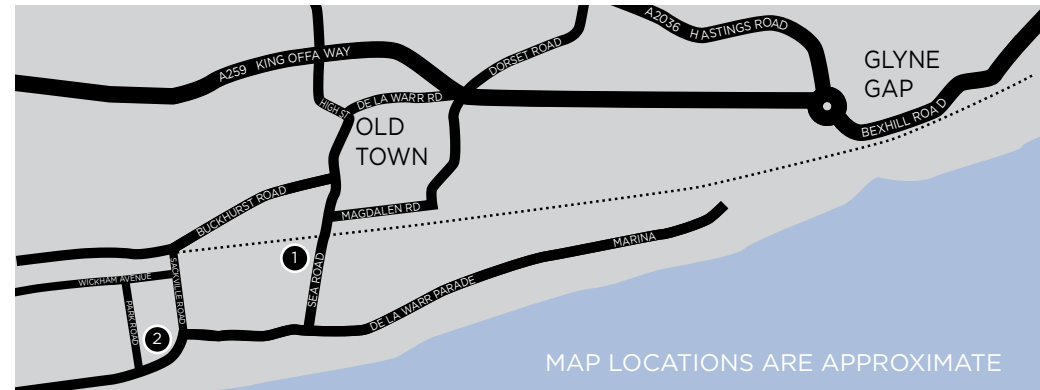 A2036 HASTINGS ROAD
DORSET ROAD
A259 KING OFFA WAY
GLYNE
GAP
HIGH ST
DE LA WARR RD
BEXHILL ROAD
OLD
TOWN
BUCKHURST ROAD
MAGDALEN RD
MARINA
1
SEA ROAD
SACKVILLE ROAD
WICKHAM AVENUE
DE LA WARR PARADE
PARK ROAD
2
MAP LOCATIONS ARE APPROXIMATE